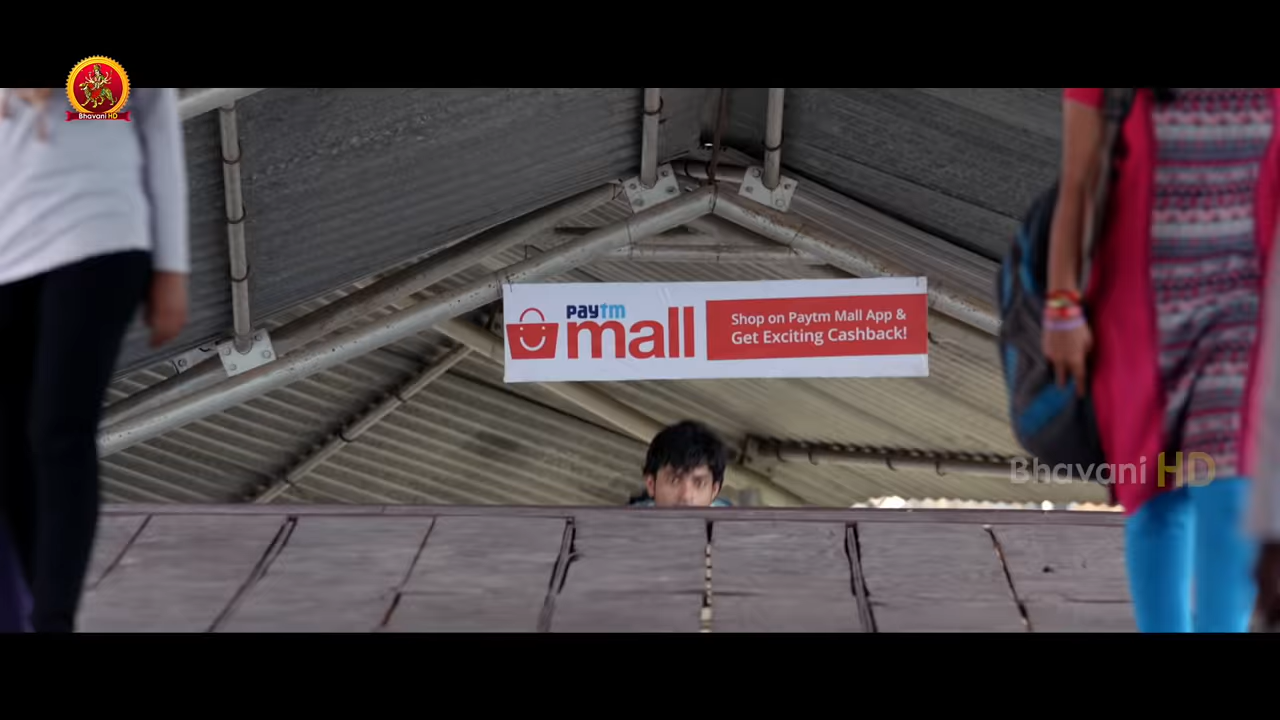 Bhavani HD
paytm
mall
Shop on Paytm Mall App &
Get Exciting Cashback!
Bhavani HD